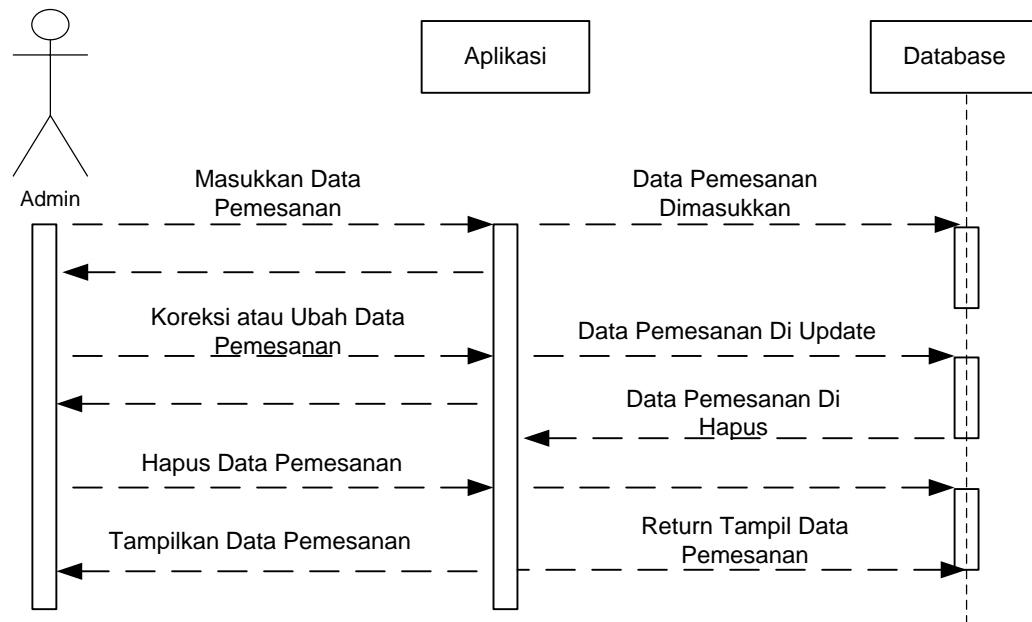 Aplikasi
Database
Admin
Masukkan Data
Pemesanan
Data Pemesanan
Dimasukkan
Koreksi atau Ubah Data
Pemesanan
Data Pemesanan Di Update
Data Pemesanan Di
Hapus
Hapus Data Pemesanan
Tampilkan Data Pemesanan
Return Tampil Data
Pemesanan